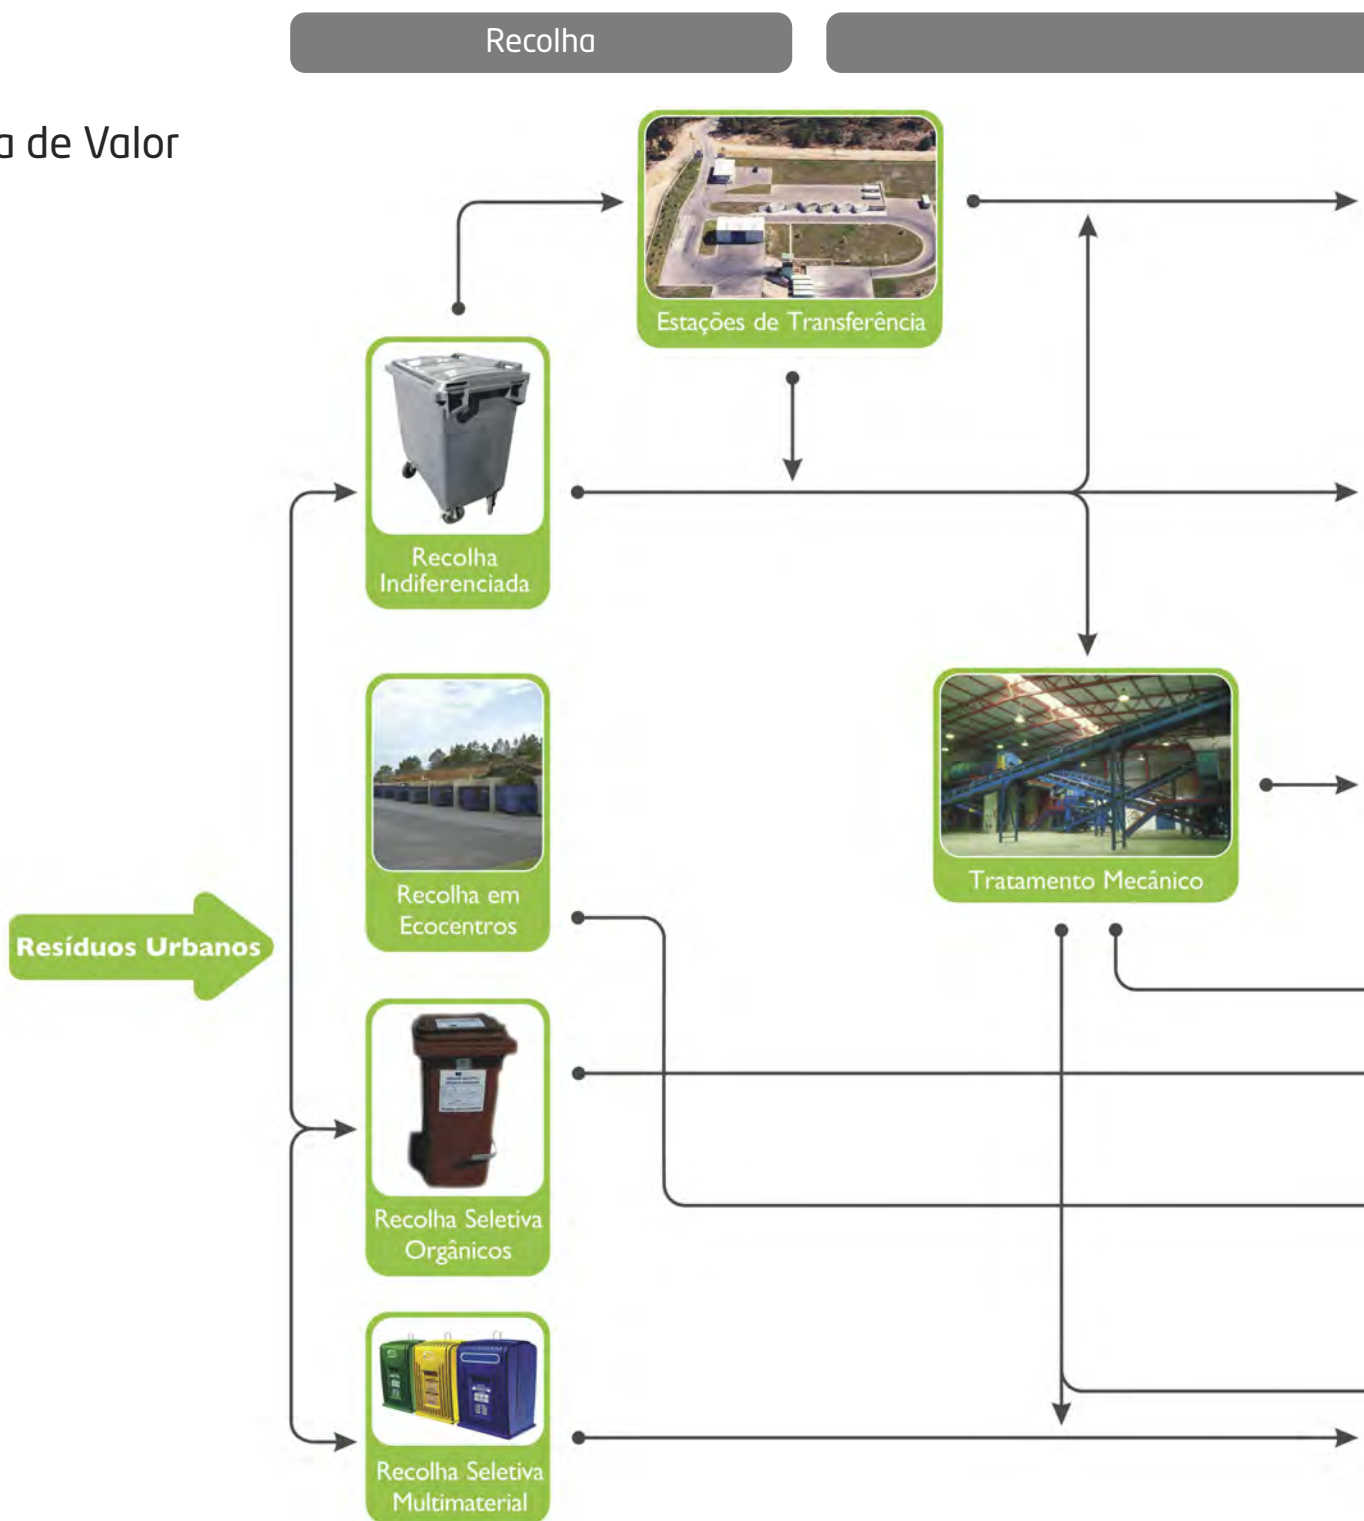 Recolha
a de Valor
Estações de Transferência
Recolha
Indiferenciada
Recolha em
Ecocentros
Tratamento Mecânico
Resíduos Urbanos
Recolha Seletiva
Orgânicos
Recolha Seletiva
Multimaterial